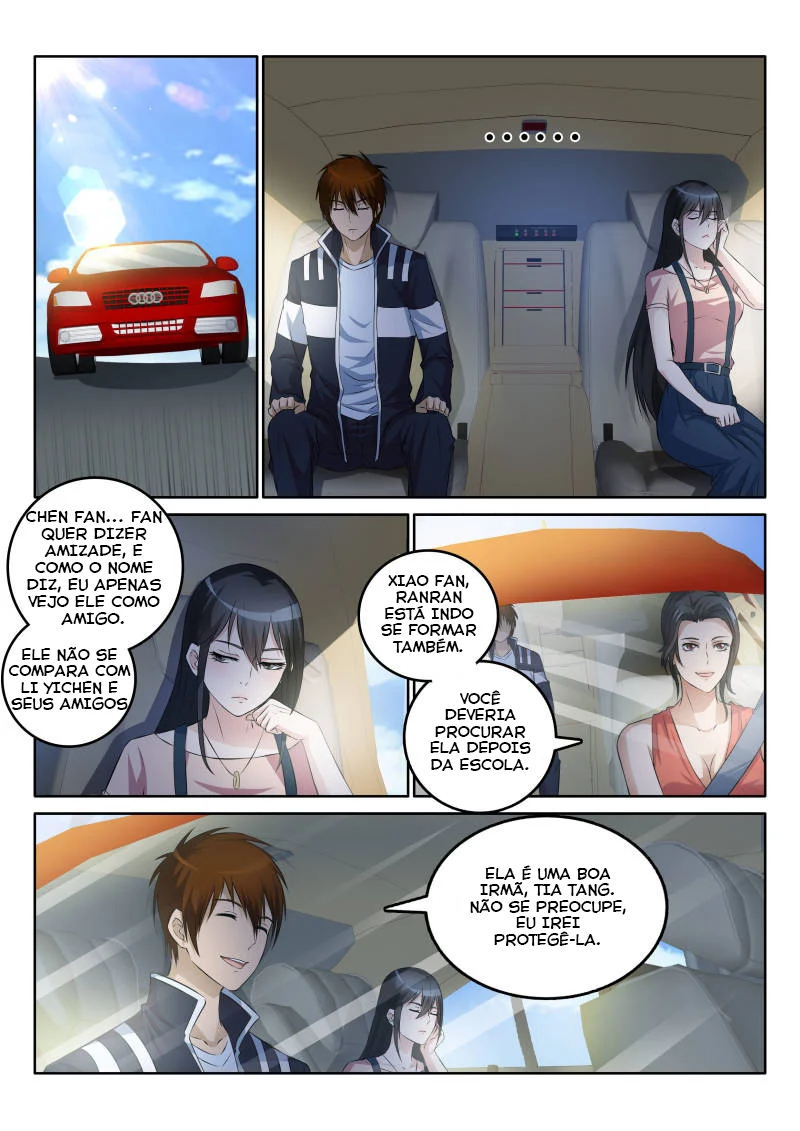 ......
CHEN FAN... FAN
QUER DIZER
AMIZADE, E
COMO O NOME
DIZ, EU APENAS
VEJO ELE COMO
AMIGO.
ELE NÃO SE
COMPARA COM
LI YICHEN E
SEUS AMIGOS
XIAO FAN,
RANRAN
ESTÁ INDO
SE FORMAR
TAMBÉM.
VOCÊ
DEVERIA
PROCURAR
ELA DEPOIS
DA ESCOLA.
ELA É UMA BOA
IRMÃ, TIA TANG.
NÃO SE PREOCUPE,
EU IREI
PROTEGÊ-LA.